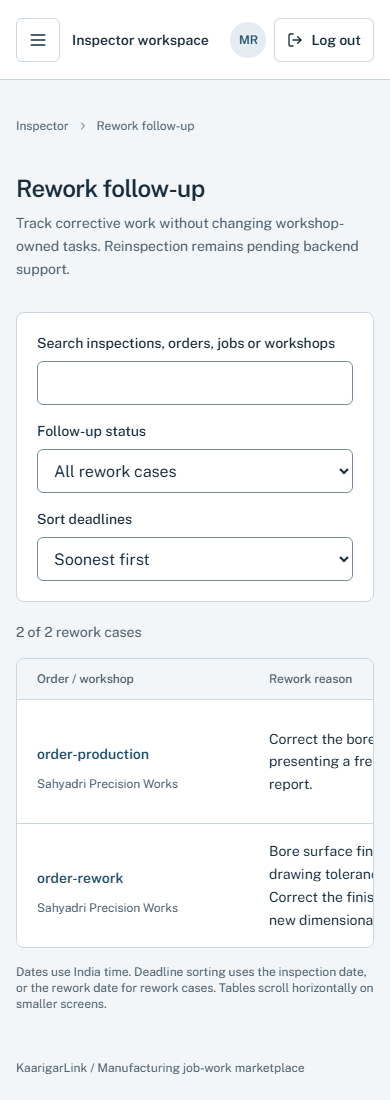 Inspector workspace
MR
Log out
Inspector
Rework follow-up
Rework follow-up
Track corrective work without changing workshop-
owned tasks. Reinspection remains pending backend
support.
Search inspections, orders, jobs or workshops
Follow-up status
All rework cases
Sort deadlines
Soonest first
2 of 2 rework cases
Order / workshop
Rework reason
order-production
Sahyadri Precision Works
Correct the bore
presenting a fre
report.
order-rework
Sahyadri Precision Works
Bore surface fin
drawing toleranc
Correct the finis
new dimensiona
Dates use India time. Deadline sorting uses the inspection date,
or the rework date for rework cases. Tables scroll horizontally on
smaller screens.
KaarigarLink / Manufacturing job-work marketplace